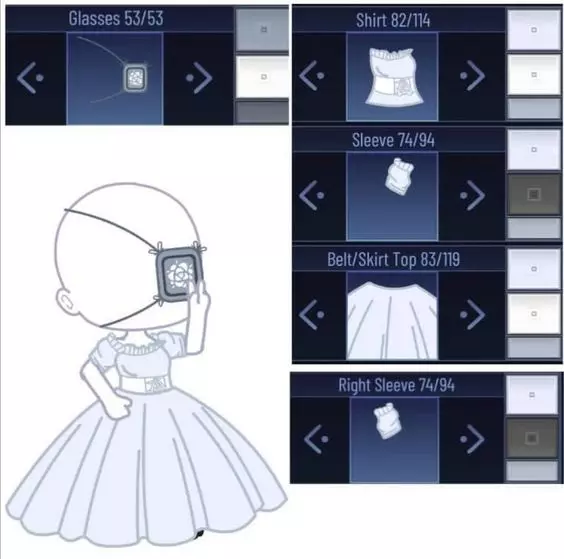 Glasses 53/53
Shirt 82/114
Sleeve 74/94
Belt/Skirt Top 83/119
Right Sleeve 74/94